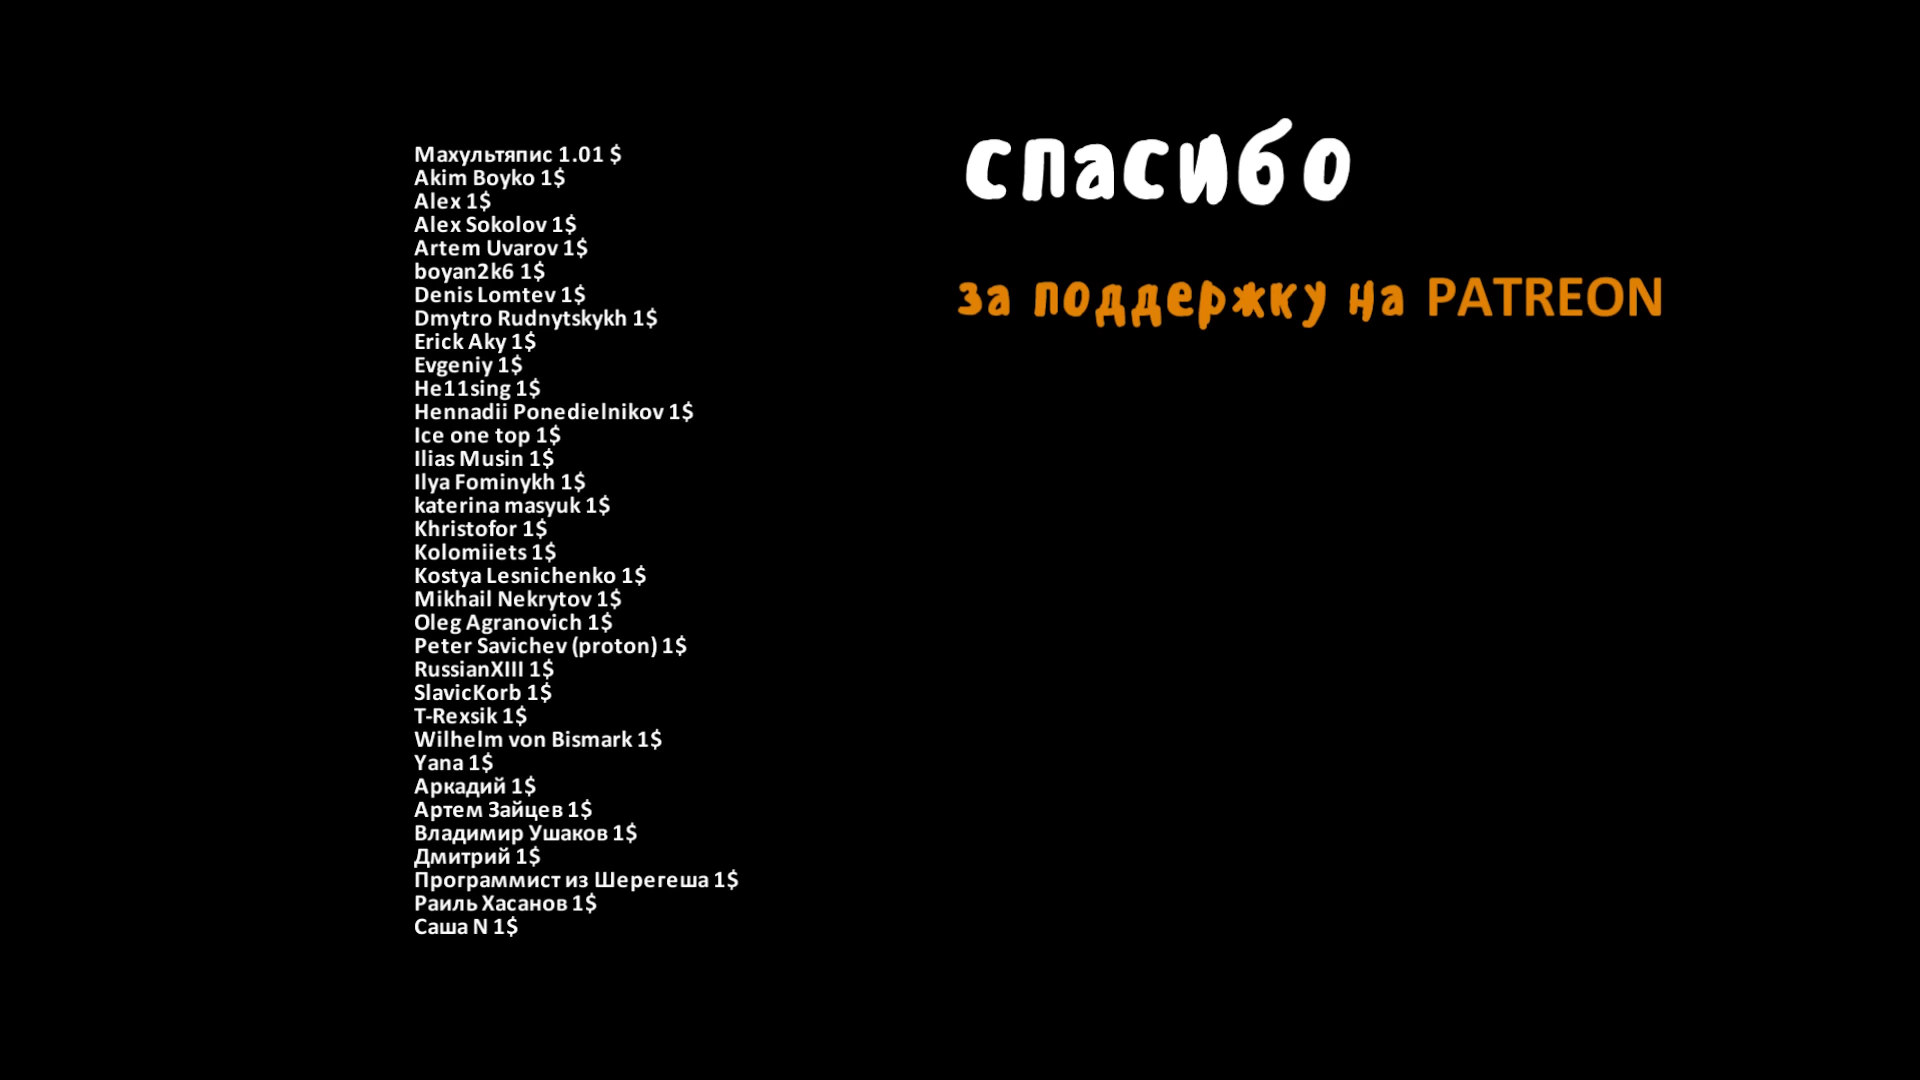 Махультяпис 1.01 $
Akim Boyko 1$
Alex 1$
Alex Sokolov 1$
Artem Uvarov 1$
boyan2k6 1$
Denis Lomtev 1$
Dmytro Rudnytskykh 1$
Erick Aky 1$
Evgeniy 1$
He11sing 1$
Hennadii Ponedielnikov 1$
Ice one top 1$
Ilias Musin 1$
Ilya Fominykh 1$
katerina masyuk 1$
Khristofor 1$
Kolomiiets 1$
Kostya Lesnichenko 1$
Mikhail Nekrytov 1$
Oleg Agranovich 1$
Peter Savichev (proton) 1$
RussianXIII 1$
SlavicKorb 1$
T-Rexsik 1$
Wilhelm von Bismark 1$
Yana 1$
Аркадий 1$
Артем Зайцев 1$
Владимир Ушаков 1$
Дмитрий 1$
Программист из Шерегеша 1$
Раиль Хасанов 1$
Саша N 1$
спасибо
за поддержку на PATREON